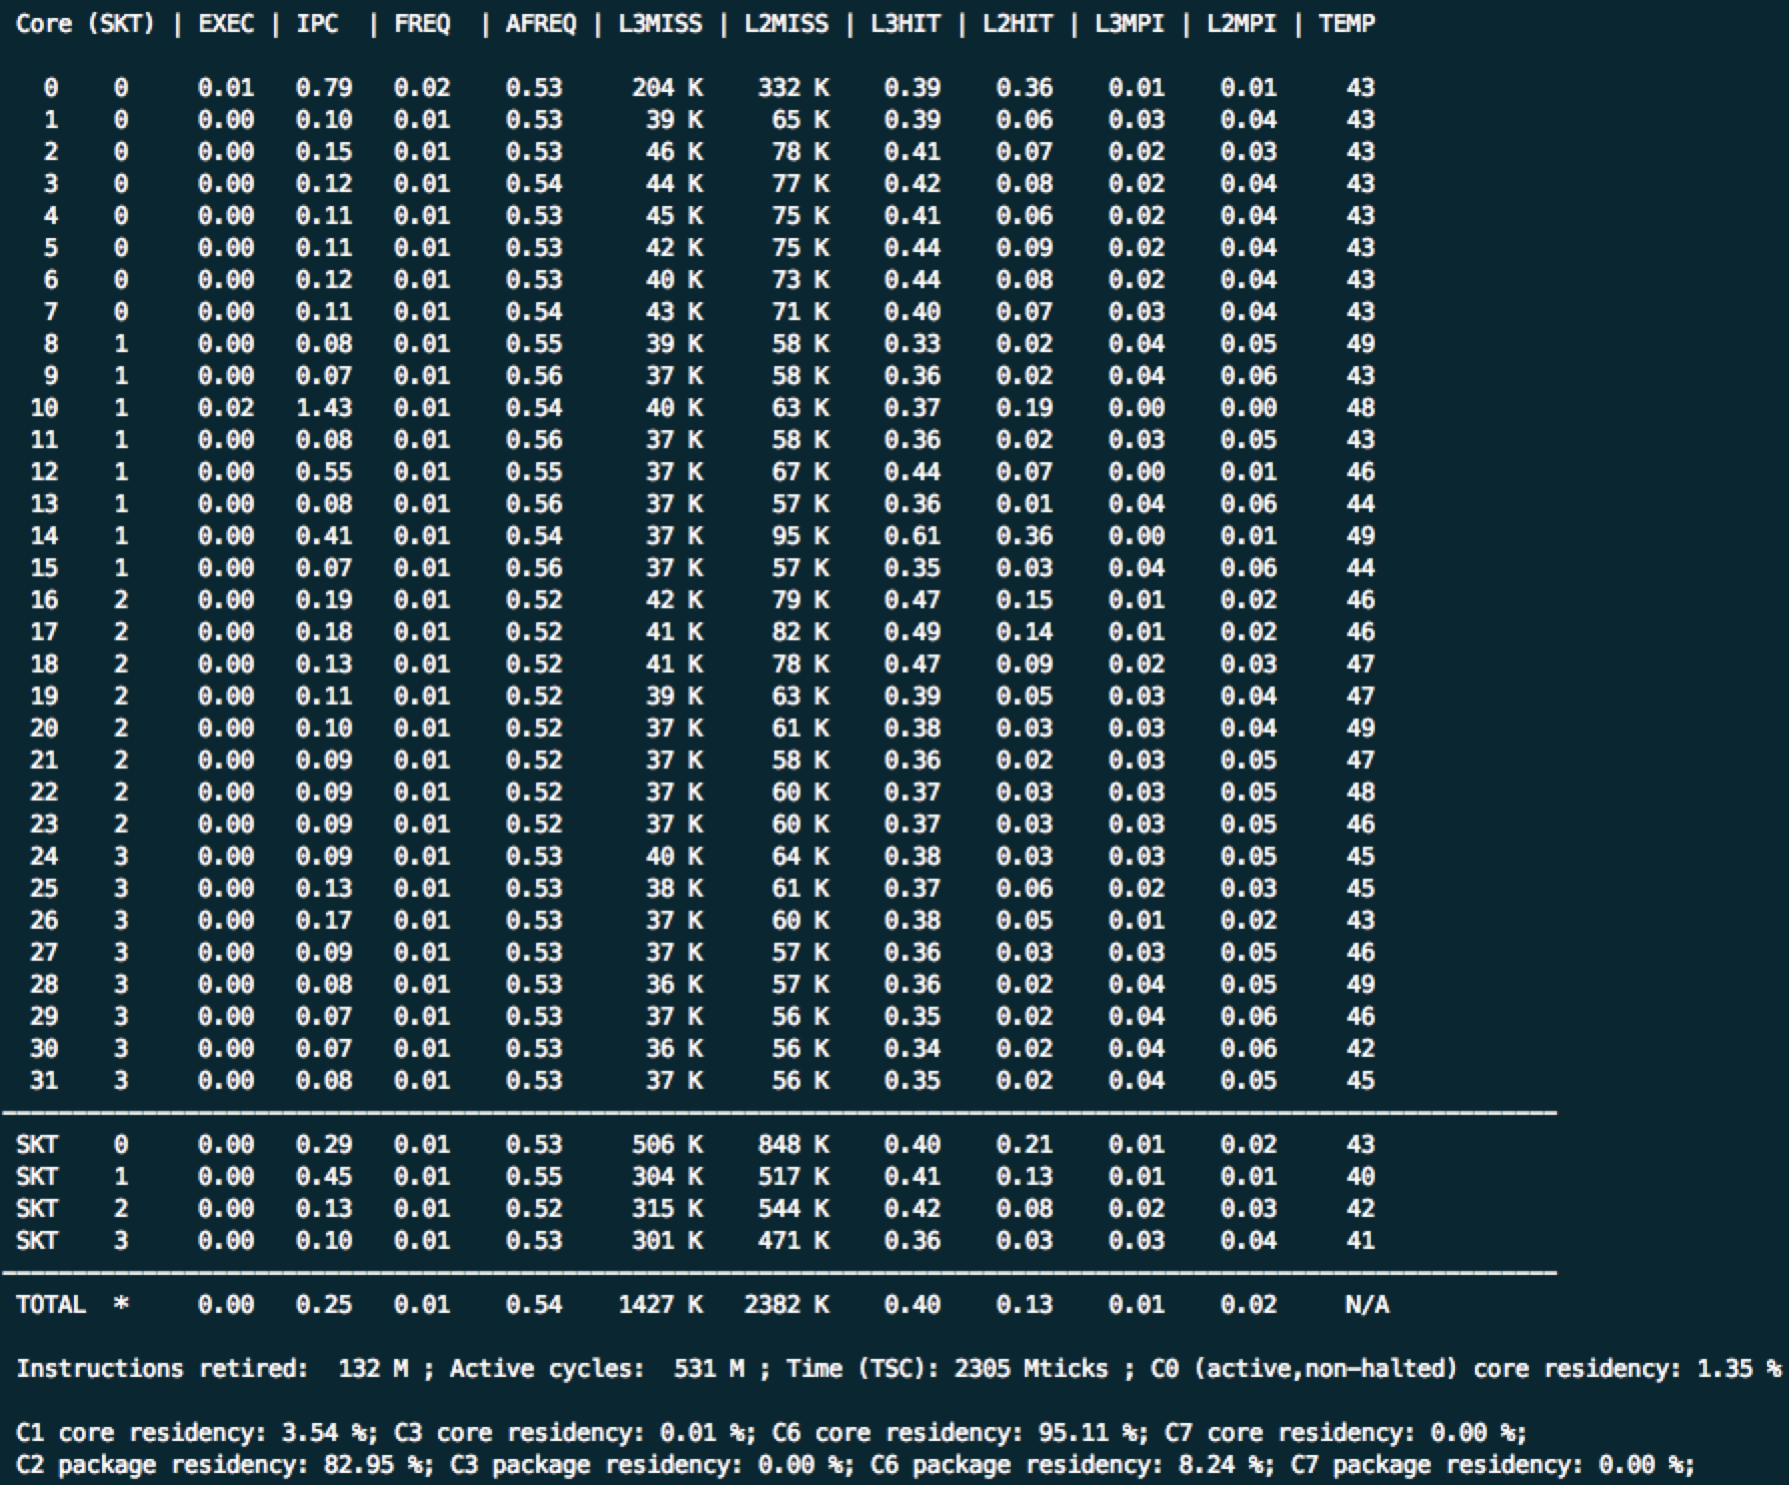 Core (SKT) | EXEC | IPC | FREQ | AFREQ | L3MISS | L2MISS | L3HIT | L2HIT | L3MPI | L2MPI | TEMP
0 0 0.01 0.79 0.02 0.53 204 K 332 K 0.39 0.36 0.01 0.01 43
1 0 0.00 0.10 0.01 0.53 39 K 65 K 0.39 0.06 0.03 0.04 43
2 0 0.00 0.15 0.01 0.53 46 K 78 K 0.41 0.07 0.02 0.03 43
3 0 0.00 0.12 0.01 0.54 44 K 77 K 0.42 0.08 0.02 0.04 43
4 0 0.00 0.11 0.01 0.53 45 K 75 K 0.41 0.06 0.02 0.04 43
5 0 0.00 0.11 0.01 0.53 42 K 75 K 0.44 0.09 0.02 0.04 43
6 0 0.00 0.12 0.01 0.53 40 K 73 K 0.44 0.08 0.02 0.04 43
7 0 0.00 0.11 0.01 0.54 43 K 71 K 0.40 0.07 0.03 0.04 43
8 1 0.00 0.08 0.01 0.55 39 K 58 K 0.33 0.02 0.04 0.05 49
9 1 0.00 0.07 0.01 0.56 37 K 58 K 0.36 0.02 0.04 0.06 43
10 1 0.02 1.43 0.01 0.54 40 K 63 K 0.37 0.19 0.00 0.00 48
11 1 0.00 0.08 0.01 0.56 37 K 58 K 0.36 0.02 0.03 0.05 43
12 1 0.00 0.55 0.01 0.55 37 K 67 K 0.44 0.07 0.00 0.01 46
13 1 0.00 0.08 0.01 0.56 37 K 57 K 0.36 0.01 0.04 0.06 44
14 1 0.00 0.41 0.01 0.54 37 K 95 K 0.61 0.36 0.00 0.01 49
15 1 0.00 0.07 0.01 0.56 37 K 57 K 0.35 0.03 0.04 0.06 44
16 2 0.00 0.19 0.01 0.52 42 K 79 K 0.47 0.15 0.01 0.02 46
17 2 0.00 0.18 0.01 0.52 41 K 82 K 0.49 0.14 0.01 0.02 46
18 2 0.00 0.13 0.01 0.52 41 K 78 K 0.47 0.09 0.02 0.03 47
19 2 0.00 0.11 0.01 0.52 39 K 63 K 0.39 0.05 0.03 0.04 47
20 2 0.00 0.10 0.01 0.52 37 K 61 K 0.38 0.03 0.03 0.04 49
21 2 0.00 0.09 0.01 0.52 37 K 58 K 0.36 0.02 0.03 0.05 47
22 2 0.00 0.09 0.01 0.52 37 K 60 K 0.37 0.03 0.03 0.05 48
23 2 0.00 0.09 0.01 0.52 37 K 60 K 0.37 0.03 0.03 0.05 46
24 3 0.00 0.09 0.01 0.53 40 K 64 K 0.38 0.03 0.03 0.05 45
25 3 0.00 0.13 0.01 0.53 38 K 61 K 0.37 0.06 0.02 0.03 45
26 3 0.00 0.17 0.01 0.53 37 K 60 K 0.38 0.05 0.01 0.02 43
27 3 0.00 0.09 0.01 0.53 37 K 57 K 0.36 0.03 0.03 0.05 46
28 3 0.00 0.08 0.01 0.53 36 K 57 K 0.36 0.02 0.04 0.05 49
29 3 0.00 0.07 0.01 0.53 37 K 56 K 0.35 0.02 0.04 0.06 46
30 3 0.00 0.07 0.01 0.53 36 K 56 K 0.34 0.02 0.04 0.06 42
31 3 0.00 0.08 0.01 0.53 37 K 56 K 0.35 0.02 0.04 0.05 45
SKT 0 0.00 0.29 0.01 0.53 506 K 848 K 0.40 0.21 0.01 0.02 43
SKT 1 0.00 0.45 0.01 0.55 304 K 517 K 0.41 0.13 0.01 0.01 40
SKT 2 0.00 0.13 0.01 0.52 315 K 544 K 0.42 0.08 0.02 0.03 42
SKT 3 0.00 0.10 0.01 0.53 301 K 471 K 0.36 0.03 0.03 0.04 41
TOTAL * 0.00 0.25 0.01 0.54 1427 K 2382 K 0.40 0.13 0.01 0.02 N/A
Instructions retired: 132 M ; Active cycles: 531 M ; Time (TSC): 2305 Mticks ; C0 (active,non-halted) core residency: 1.35 %
C1 core residency: 3.54 %; C3 core residency: 0.01 %; C6 core residency: 95.11 %; C7 core residency: 0.00 %;
C2 package residency: 82.95 %; C3 package residency: 0.00 %; C6 package residency: 8.24 %; C7 package residency: 0.00 %;